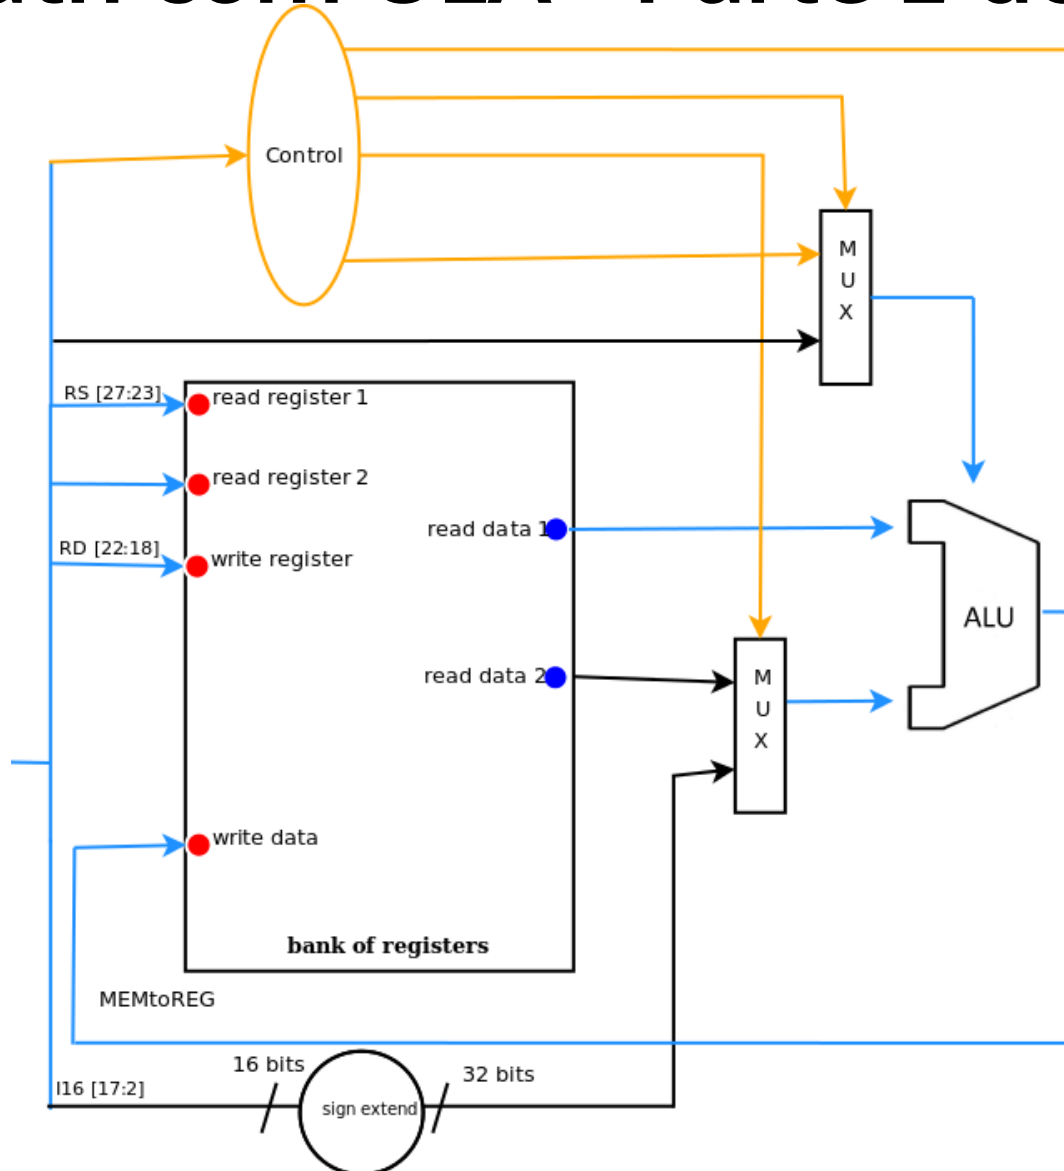 Control
M
U
X
RS [27:23]
read register 1
read register 2
read data 1
RD [22:18]
write register
ALU
read data 2
M
U
X
write data
bank of registers
MEMtoREG
16 bits
32 bits
I16 [17:2]
sign extend